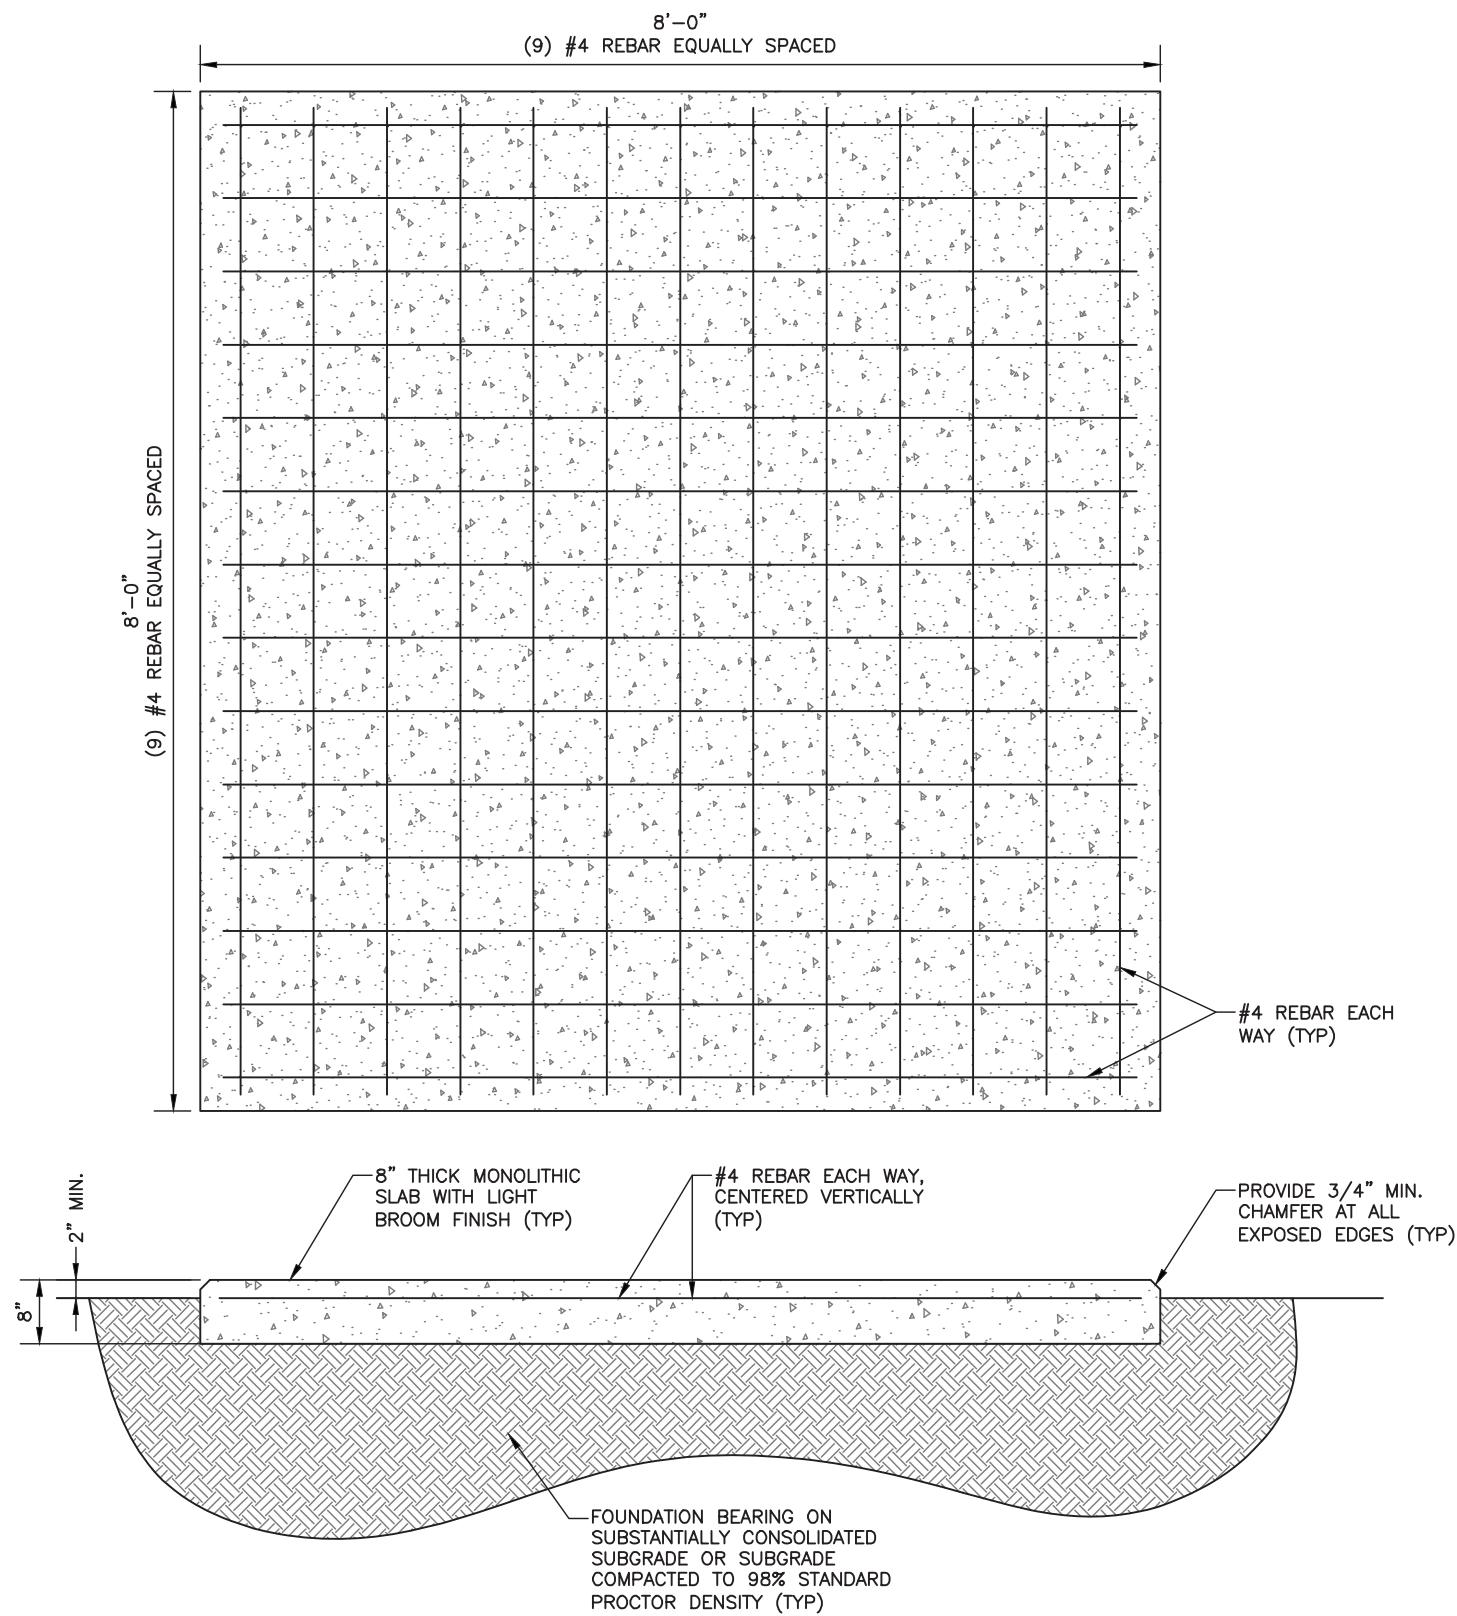 8'-0"
(9) #4 REBAR EQUALLY SPACED
8'-0"
(9) #4 REBAR EQUALLY SPACED
#4 REBAR EACH
WAY (TYP)
2" MIN.
8"
8" THICK MONOLITHIC
SLAB WITH LIGHT
BROOM FINISH (TYP)
#4 REBAR EACH WAY,
CENTERED VERTICALLY
(TYP)
PROVIDE 3/4" MIN.
CHAMFER AT ALL
EXPOSED EDGES (TYP)
FOUNDATION BEARING ON
SUBSTANTIALLY CONSOLIDATED
SUBGRADE OR SUBGRADE
COMPACTED TO 98% STANDARD
PROCTOR DENSITY (TYP)